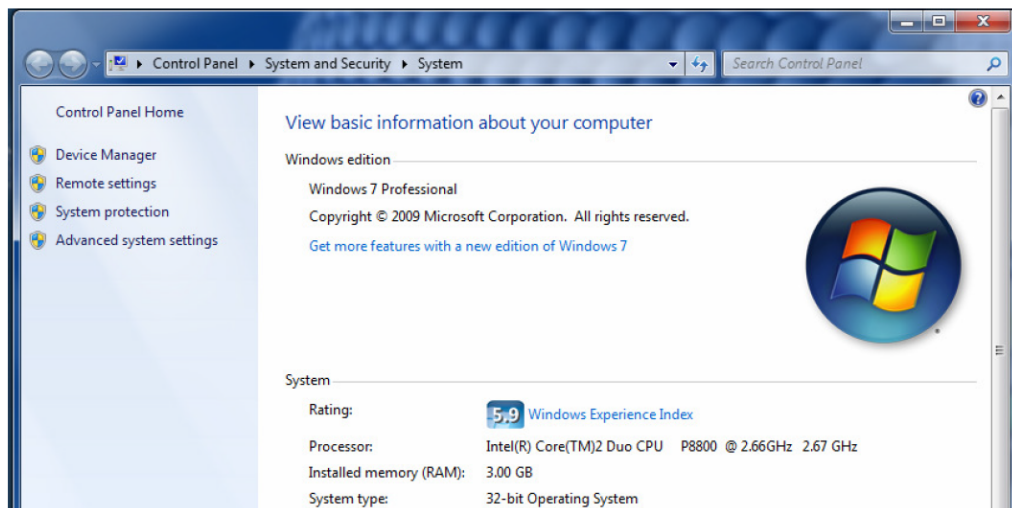 Control Panel ▸ System and Security ▸ System
Search Control Panel
Control Panel Home
Device Manager
Remote settings
System protection
Advanced system settings
View basic information about your computer
Windows edition
Windows 7 Professional
Copyright © 2009 Microsoft Corporation. All rights reserved.
Get more features with a new edition of Windows 7
System
Rating: 5.9 Windows Experience Index
Processor: Intel(R) Core(TM)2 Duo CPU P8800 @ 2.66GHz 2.67 GHz
Installed memory (RAM): 3.00 GB
System type: 32-bit Operating System